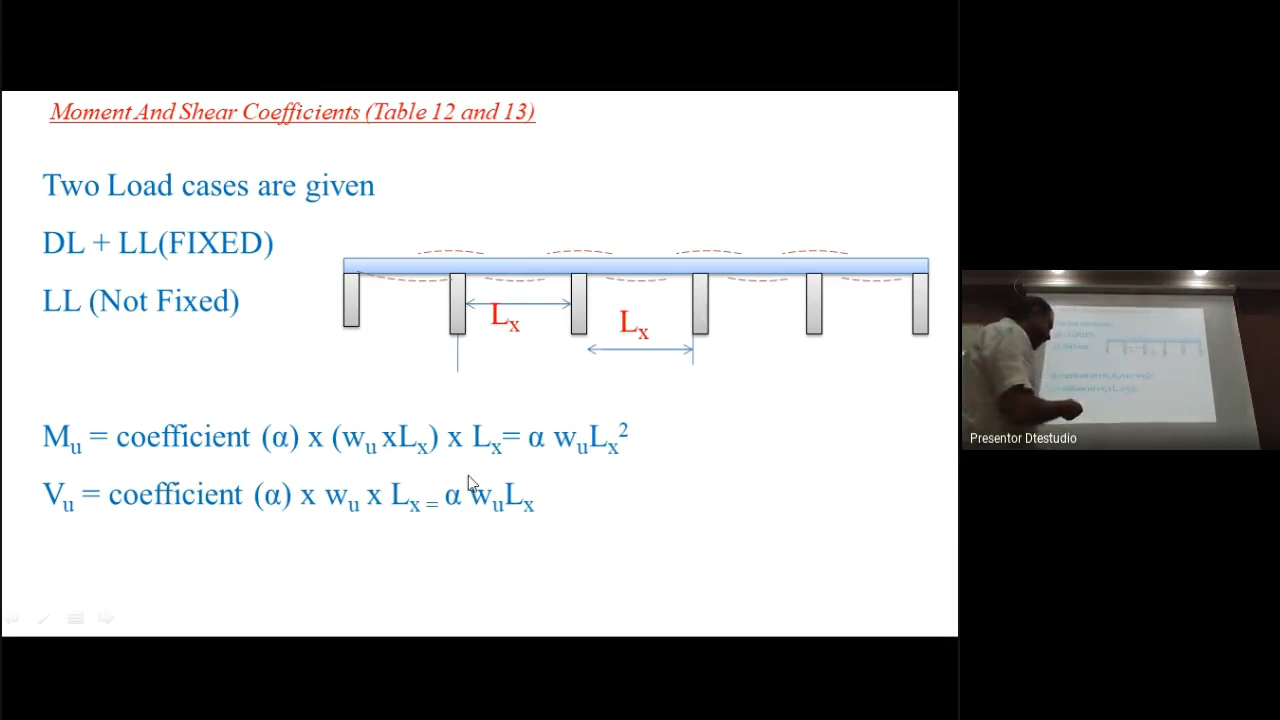 Moment And Shear Coefficients (Table 12 and 13)
Two Load cases are given
DL + LL(FIXED)
LL (Not Fixed)
Lx
Lx
Mu = coefficient (α) x (wu xLx) x Lx= α wuLx²
Vu = coefficient (α) x wu x Lx = α wuLx
Presentor Dtestudio